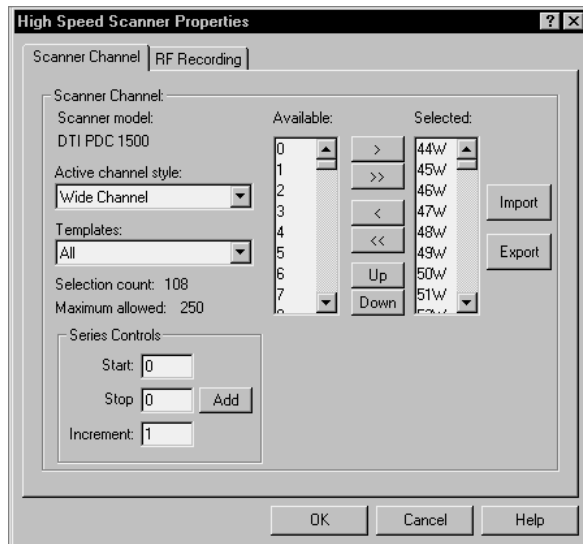 High Speed Scanner Properties
? X
Scanner Channel
RF Recording
Scanner Channel:
Scanner model:
DTI PDC 1500
Active channel style:
Wide Channel
Templates:
All
Selection count: 108
Maximum allowed: 250
Series Controls
Start: 0
Stop 0
Add
Increment: 1
Available:
0
1
2
3
4
5
6
7
>
>>
<
<<
Up
Down
Selected:
44W
45W
46W
47W
48W
49W
50W
51W
Import
Export
OK
Cancel
Help